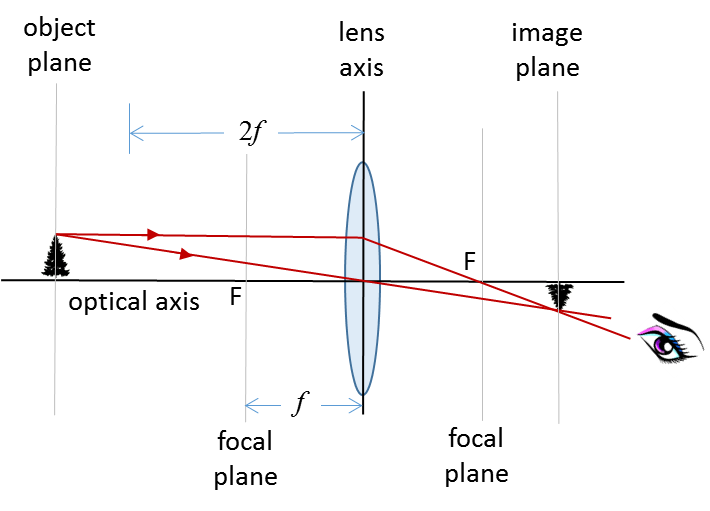 object
plane
lens
axis
image
plane
2f
F
optical axis
F
f
focal
plane
focal
plane